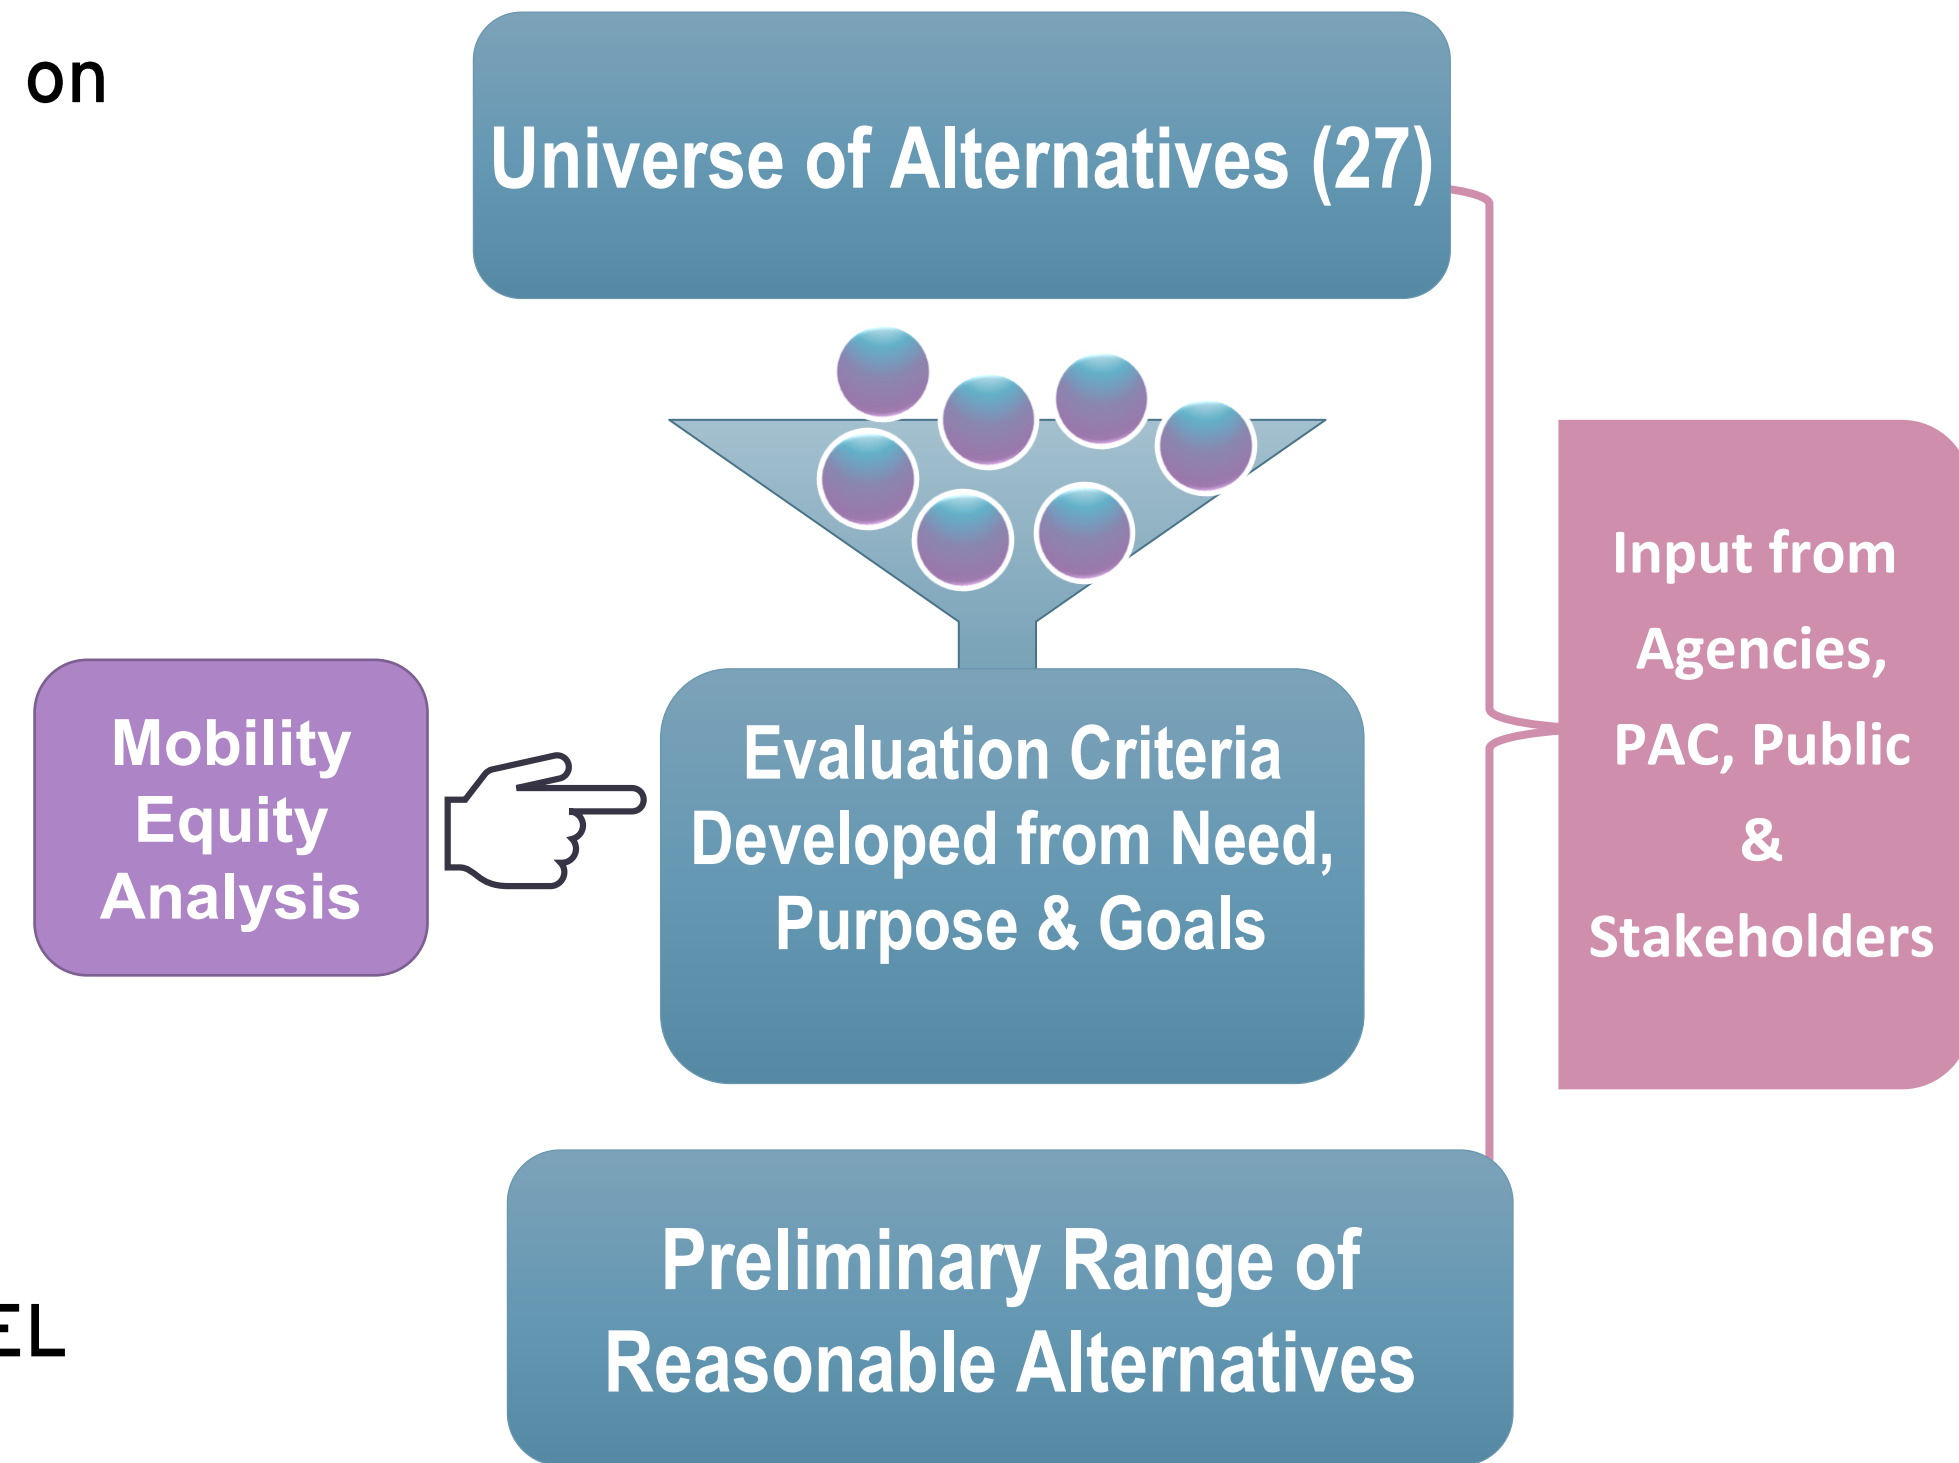 on
Universe of Alternatives (27)
Mobility
Equity
Analysis
Evaluation Criteria
Developed from Need,
Purpose & Goals
Input from
Agencies,
PAC, Public
&
Stakeholders
Preliminary Range of
Reasonable Alternatives
EL